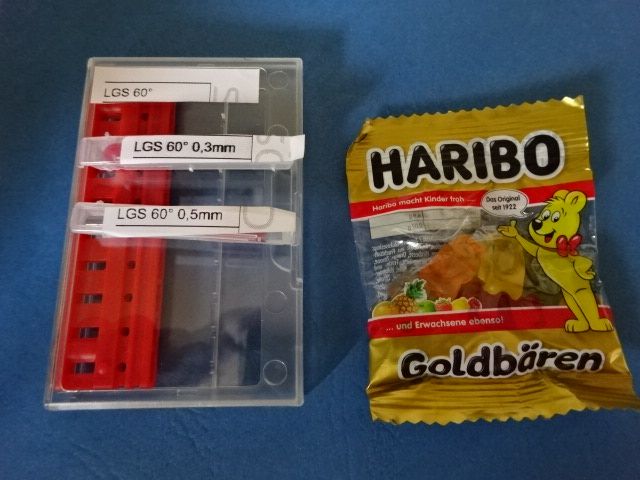 LGS 60°
LGS 60° 0,3mm
LGS 60° 0,5mm
HARIBO
Haribo macht Kinder froh
Das Original
seit 1922
... und Erwachsene ebenso!
Goldbären